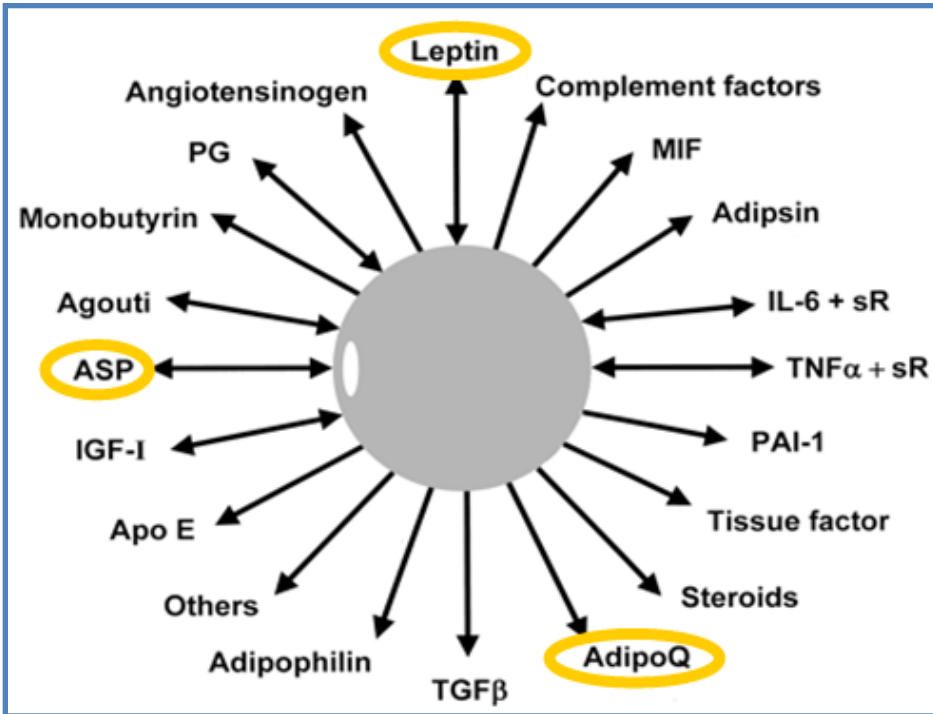 Leptin
Angiotensinogen
Complement factors
PG
MIF
Monobutyrin
Adipsin
Agouti
IL-6 + sR
ASP
TNFα + sR
IGF-I
PAI-1
Apo E
Tissue factor
Others
Steroids
Adipophilin
AdipoQ
TGFβ